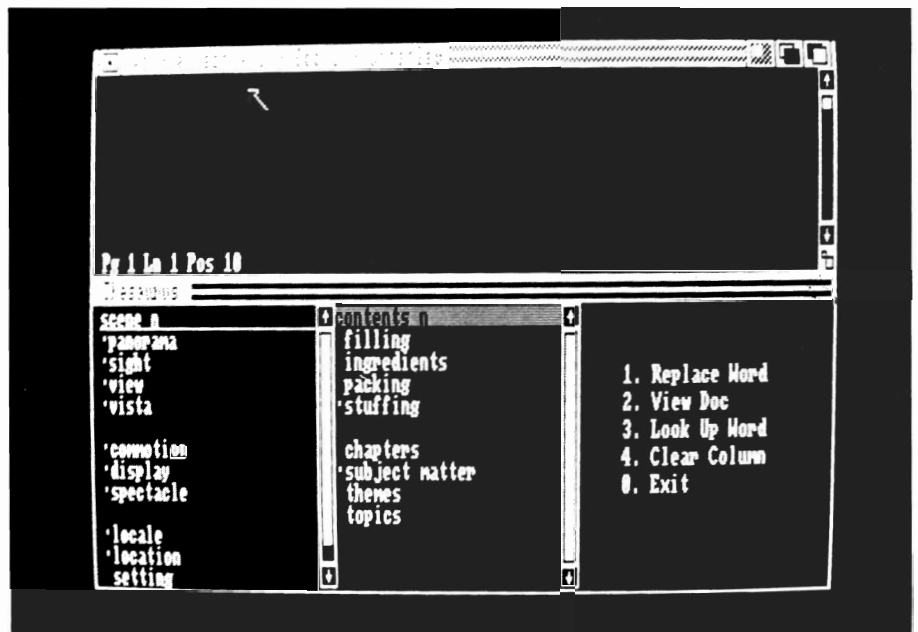 Pg 1 Ln 1 Pos 10
Thesaurus
scene n
·panorama
·sight
·view
·vista
·commotion
·display
·spectacle
·locale
·location
setting
contents n
filling
ingredients
packing
·stuffing
chapters
·subject matter
themes
topics
1. Replace Word
2. View Doc
3. Look Up Word
4. Clear Column
0. Exit